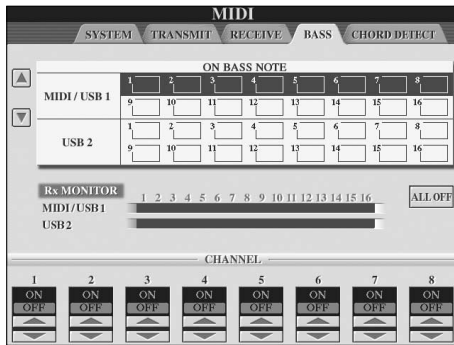 MIDI
SYSTEM TRANSMIT RECEIVE BASS CHORD DETECT
ON BASS NOTE
MIDI / USB 1
1 2 3 4 5 6 7 8
9 10 11 12 13 14 15 16
USB 2
1 2 3 4 5 6 7 8
9 10 11 12 13 14 15 16
Rx MONITOR
1 2 3 4 5 6 7 8 9 10 11 12 13 14 15 16
ALL OFF
MIDI/USB1
USB2
CHANNEL
1 2 3 4 5 6 7 8
ON ON ON ON ON ON ON ON
OFF OFF OFF OFF OFF OFF OFF OFF